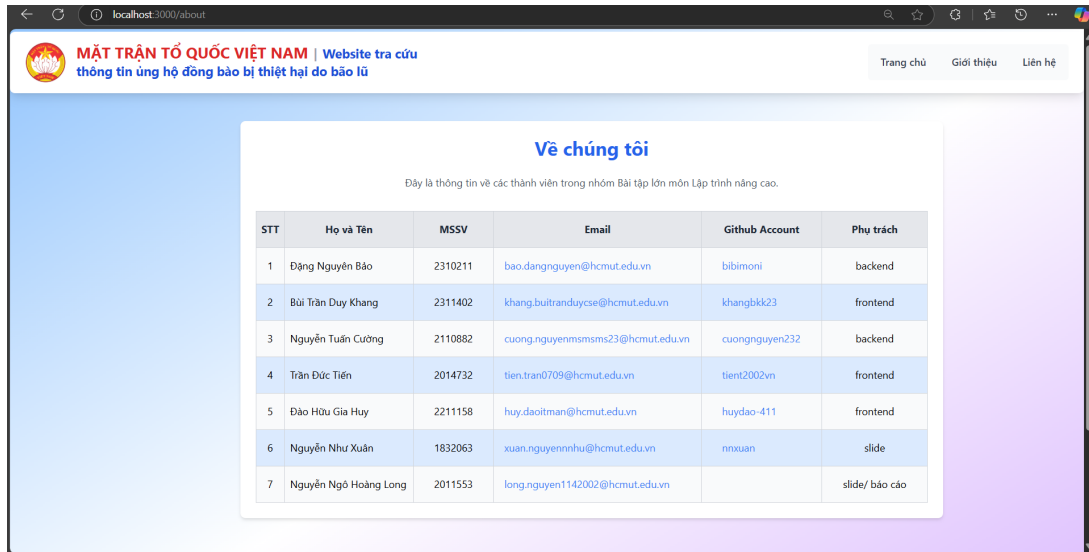 localhost:3000/about
MẶT TRẬN TỔ QUỐC VIỆT NAM | Website tra cứu
thông tin ủng hộ đồng bào bị thiệt hại do bão lũ
Trang chủ Giới thiệu Liên hệ
Về chúng tôi
Đây là thông tin về các thành viên trong nhóm Bài tập lớn môn Lập trình nâng cao.
STT Họ và Tên MSSV Email Github Account Phụ trách
1 Đặng Nguyên Bảo 2310211 bao.dangnguyen@hcmut.edu.vn bibimoni backend
2 Bùi Trần Duy Khang 2311402 khang.buitranduycse@hcmut.edu.vn khangbkk23 frontend
3 Nguyễn Tuấn Cường 2110882 cuong.nguyenmsmsms23@hcmut.edu.vn cuongnguyen232 backend
4 Trần Đức Tiến 2014732 tien.tran0709@hcmut.edu.vn tient2002vn frontend
5 Đào Hữu Gia Huy 2211158 huy.daoitman@hcmut.edu.vn huydao-411 frontend
6 Nguyễn Như Xuân 1832063 xuan.nguyennnhu@hcmut.edu.vn nnxuan slide
7 Nguyễn Ngô Hoàng Long 2011553 long.nguyen1142002@hcmut.edu.vn slide/ báo cáo